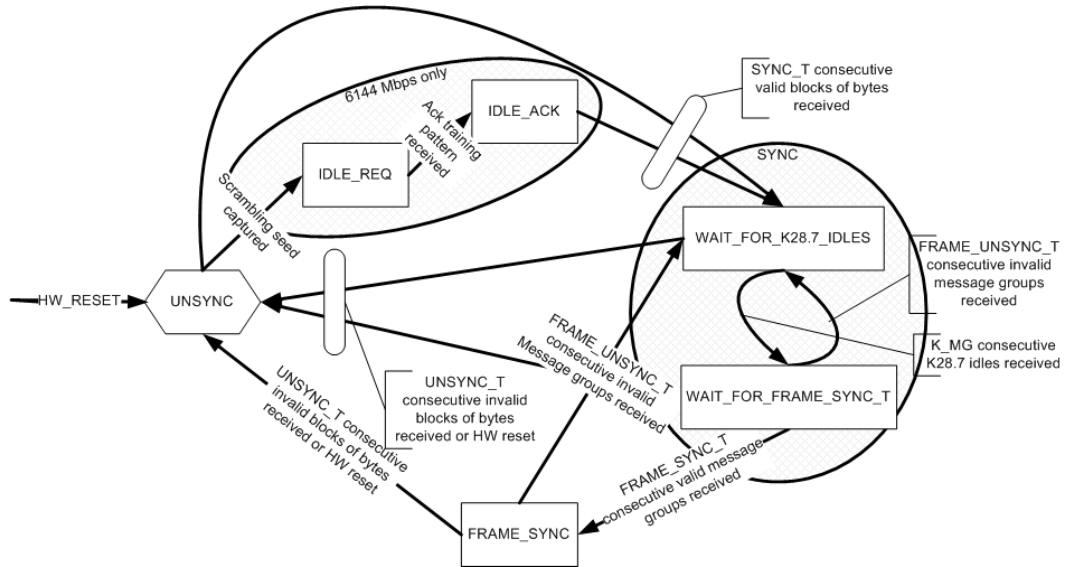 6144 Mbps only
IDLE_ACK
Ack training
pattern
received
IDLE_REQ
Scrambling seed
captured
SYNC_T consecutive
valid blocks of bytes
received
SYNC
WAIT_FOR_K28.7_IDLES
FRAME_UNSYNC_T
consecutive invalid
message groups
received
HW_RESET
UNSYNC
K_MG consecutive
K28.7 idles received
FRAME_UNSYNC_T
consecutive invalid
Message groups received
UNSYNC_T
consecutive invalid
blocks of bytes
received or HW reset
WAIT_FOR_FRAME_SYNC_T
UNSYNC_T consecutive
invalid blocks of bytes
received or HW reset
FRAME_SYNC_T
consecutive valid message
groups received
FRAME_SYNC